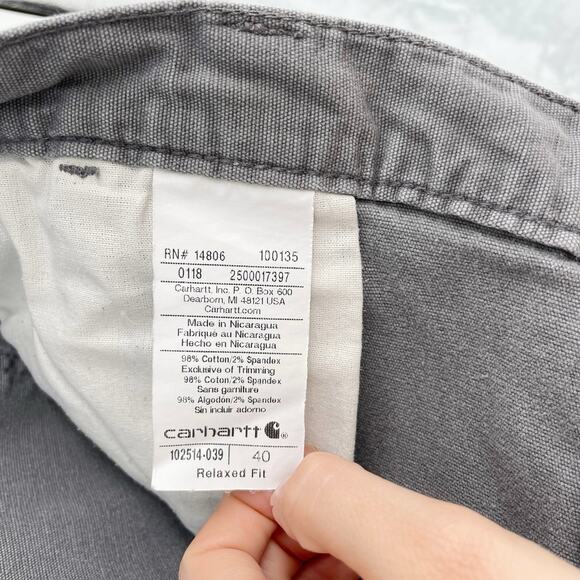 RN# 14806 100135
0118 2500017397
Carhartt, Inc. P. O. Box 600
Dearborn, MI 48121 USA
Carhartt.com
Made in Nicaragua
Fabriqué au Nicaragua
Hecho en Nicaragua
98% Cotton/2% Spandex
Exclusive of Trimming
98% Coton/2% Spandex
Sans garniture
98% Algodón/2% Spandex
Sin incluir adorno
carhartt ®
102514-039 40
Relaxed Fit